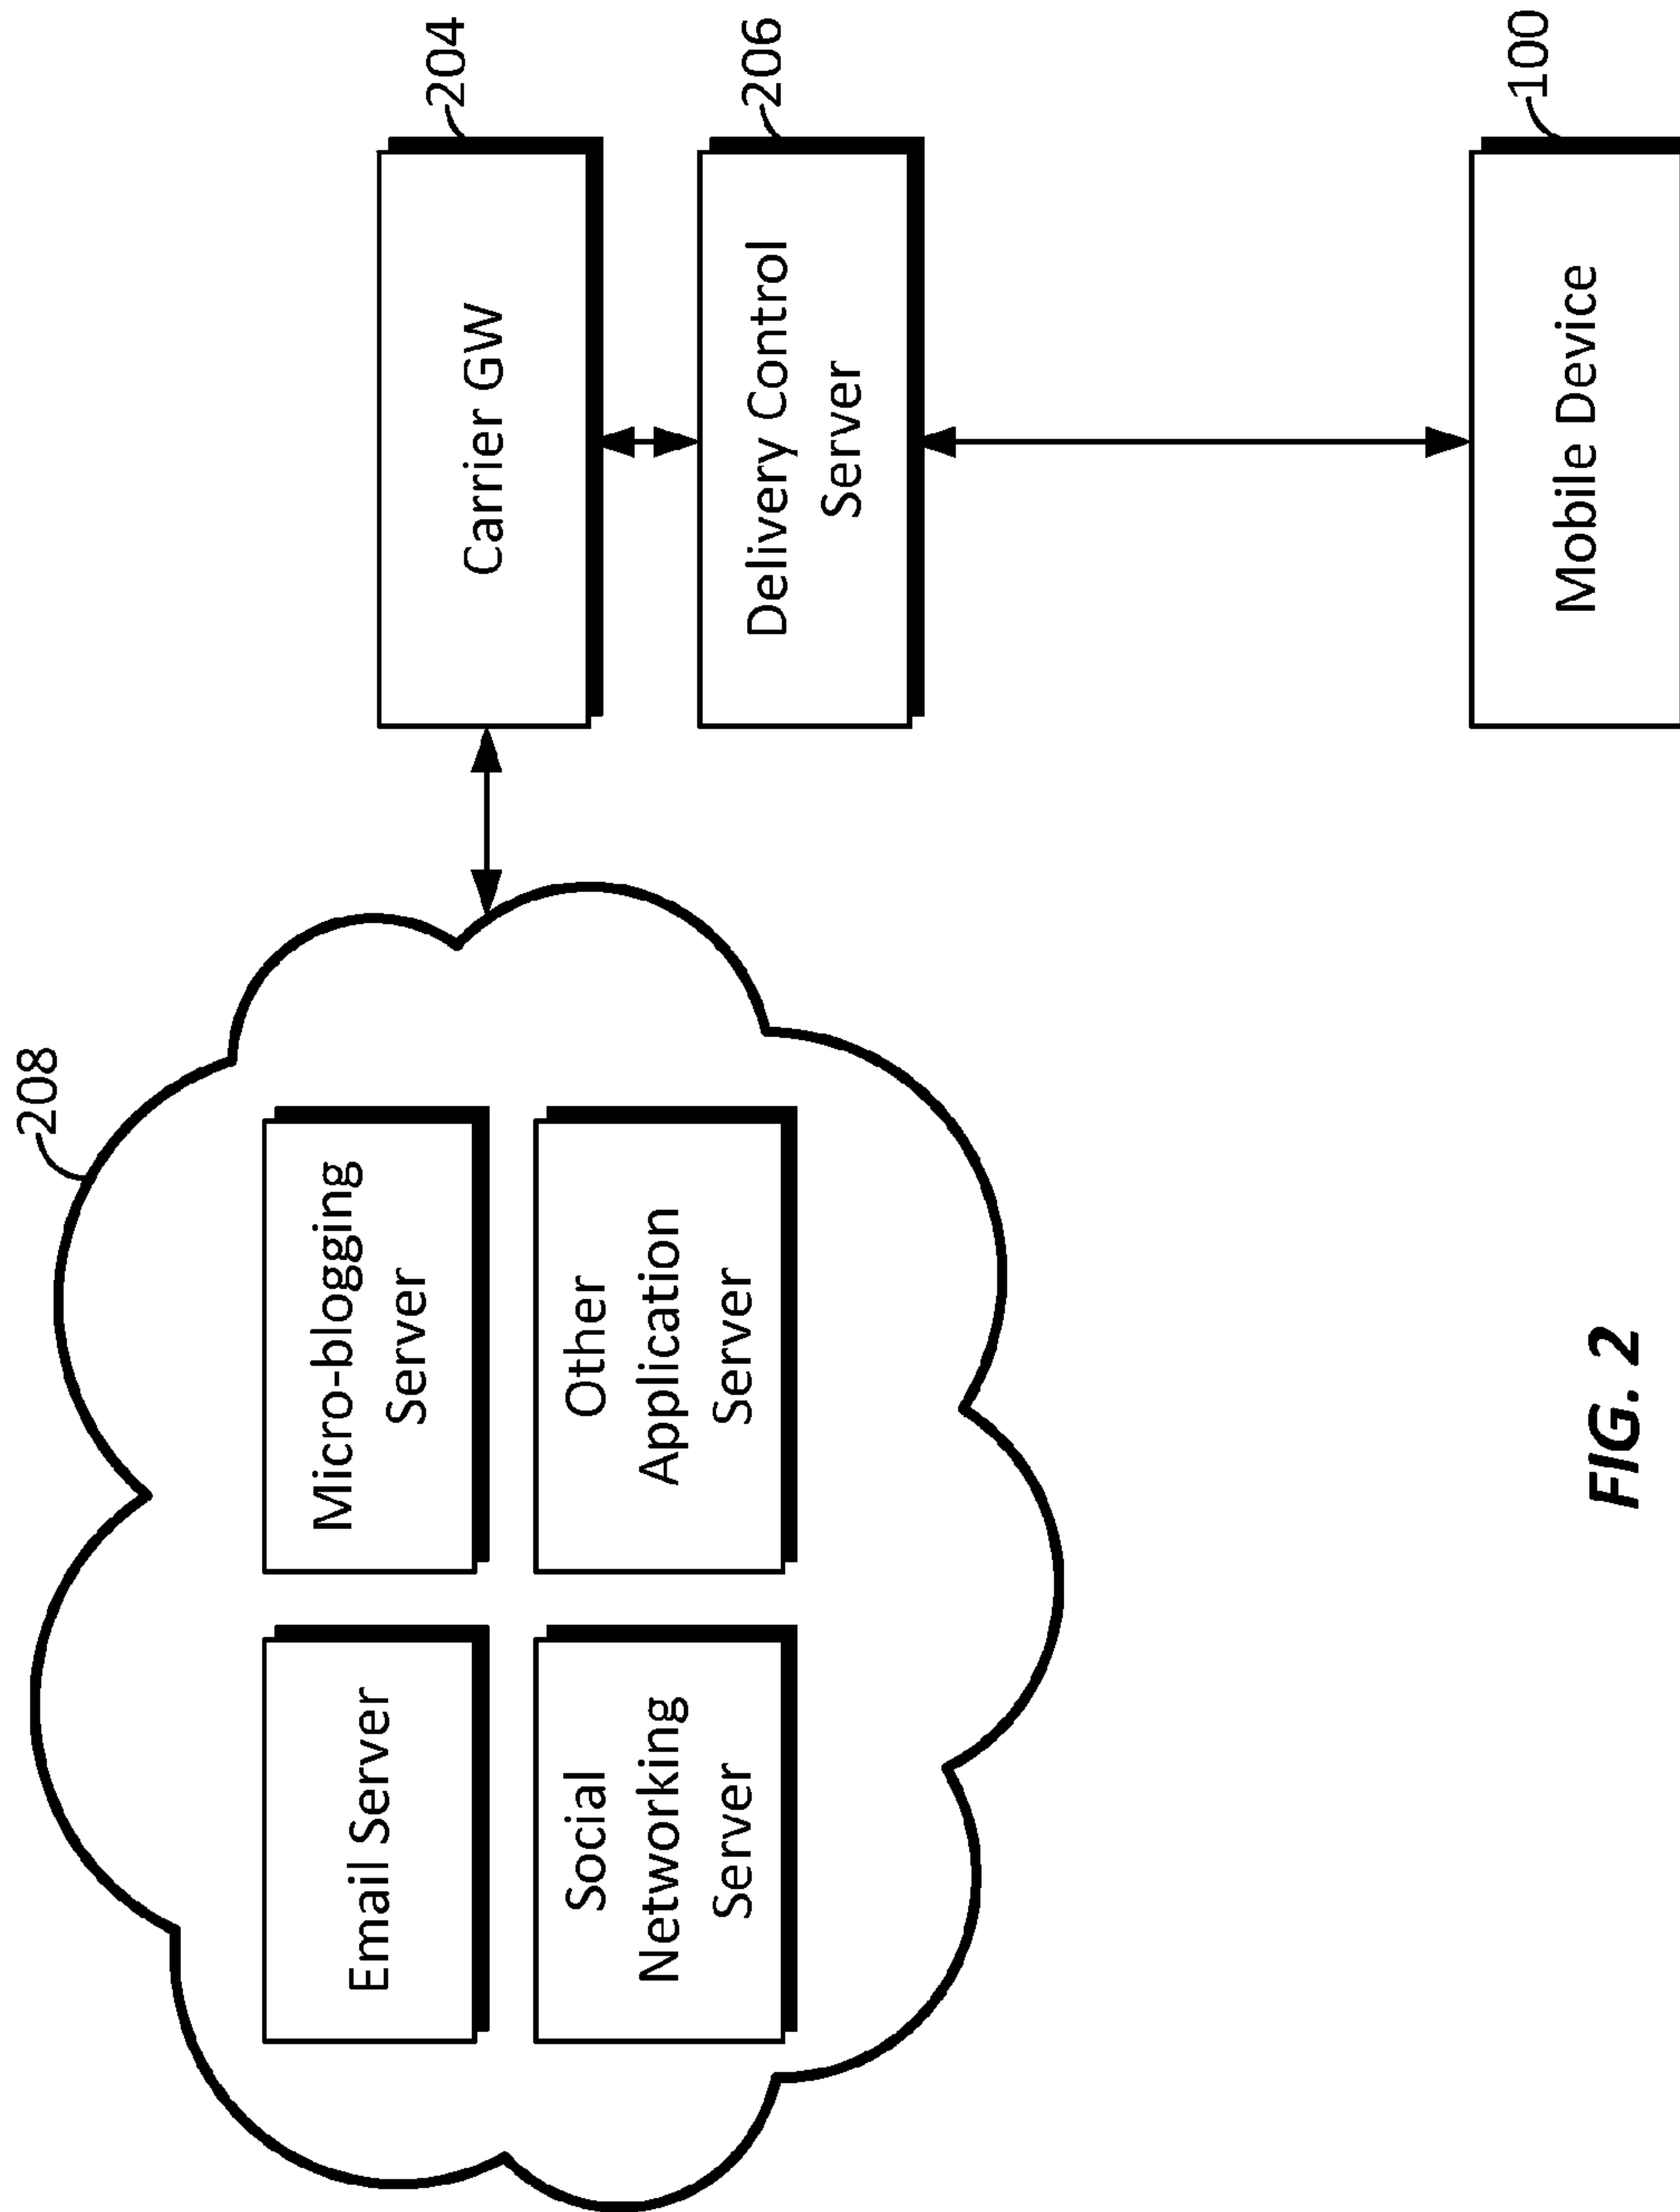 208
Email Server
Micro-blogging
Server
Social
Networking
Server
Other
Application
Server
Carrier GW
204
Delivery Control
Server
206
Mobile Device
100
FIG. 2